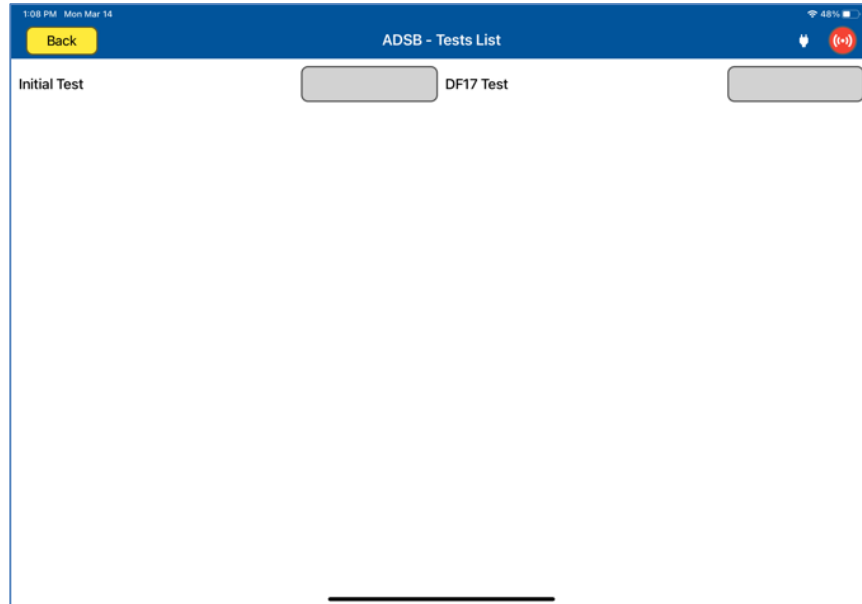 1:08 PM Mon Mar 14 48%
Back ADSB - Tests List
Initial Test DF17 Test